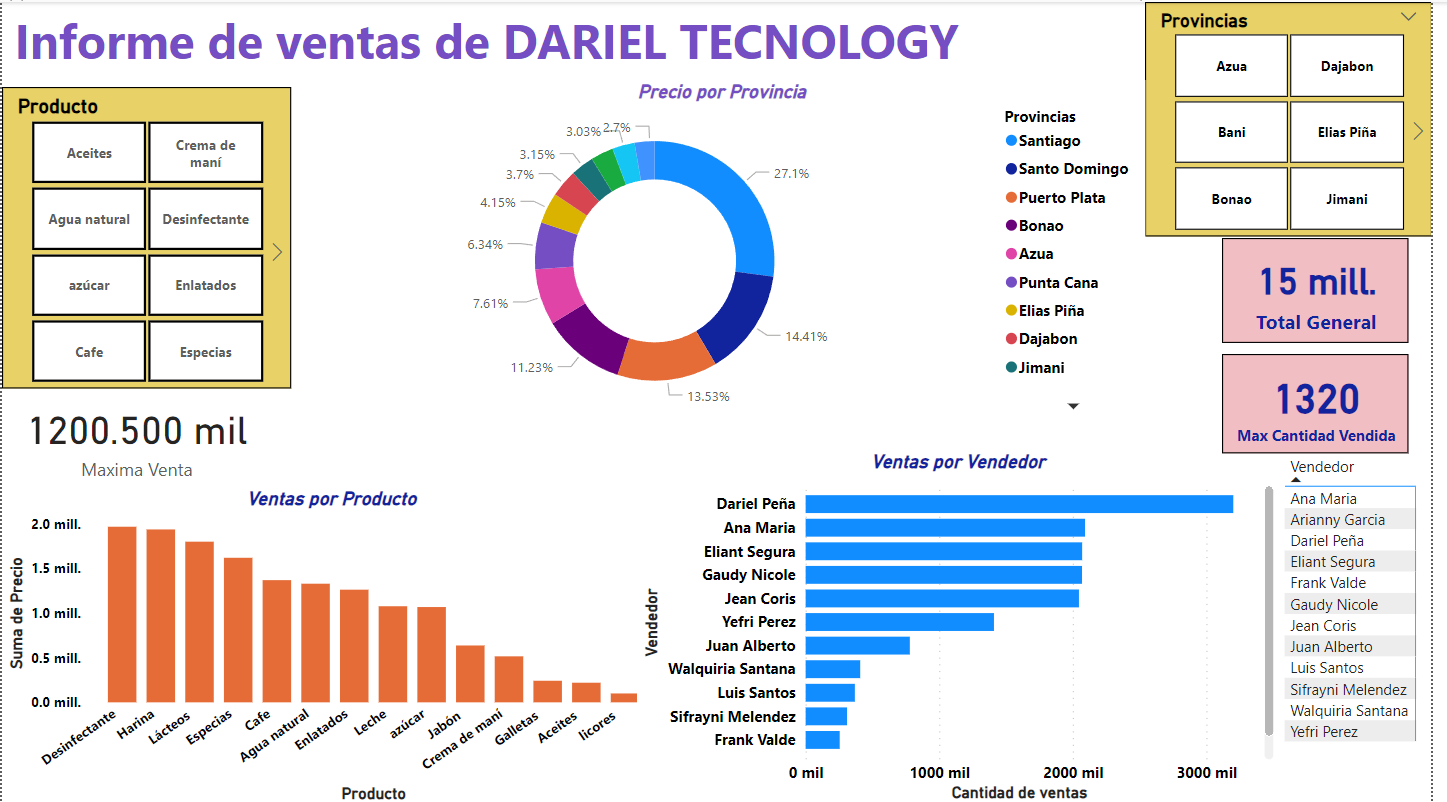 Informe de ventas de DARIEL TECNOLOGY
Provincias
Azua
Dajabon
Bani
Elias Piña
Bonao
Jimani
Producto
Aceites
Crema de
maní
Agua natural
Desinfectante
azúcar
Enlatados
Cafe
Especias
Precio por Provincia
27.1%
14.41%
13.53%
11.23%
7.61%
6.34%
4.15%
3.7%
3.15%
3.03%
2.7%
Provincias
Santiago
Santo Domingo
Puerto Plata
Bonao
Azua
Punta Cana
Elias Piña
Dajabon
Jimani
15 mill.
Total General
1320
Max Cantidad Vendida
1200.500 mil
Maxima Venta
Ventas por Producto
Suma de Precio
2.0 mill.
1.5 mill.
1.0 mill.
0.5 mill.
0.0 mill.
Desinfectante
Harina
Lácteos
Especias
Cafe
Agua natural
Enlatados
Leche
azúcar
Jabón
Crema de maní
Galletas
Aceites
licores
Producto
Ventas por Vendedor
Vendedor
Dariel Peña
Ana Maria
Eliant Segura
Gaudy Nicole
Jean Coris
Yefri Perez
Juan Alberto
Walquiria Santana
Luis Santos
Sifrayni Melendez
Frank Valde
0 mil
1000 mil
2000 mil
3000 mil
Cantidad de ventas
Vendedor
Ana Maria
Arianny Garcia
Dariel Peña
Eliant Segura
Frank Valde
Gaudy Nicole
Jean Coris
Juan Alberto
Luis Santos
Sifrayni Melendez
Walquiria Santana
Yefri Perez